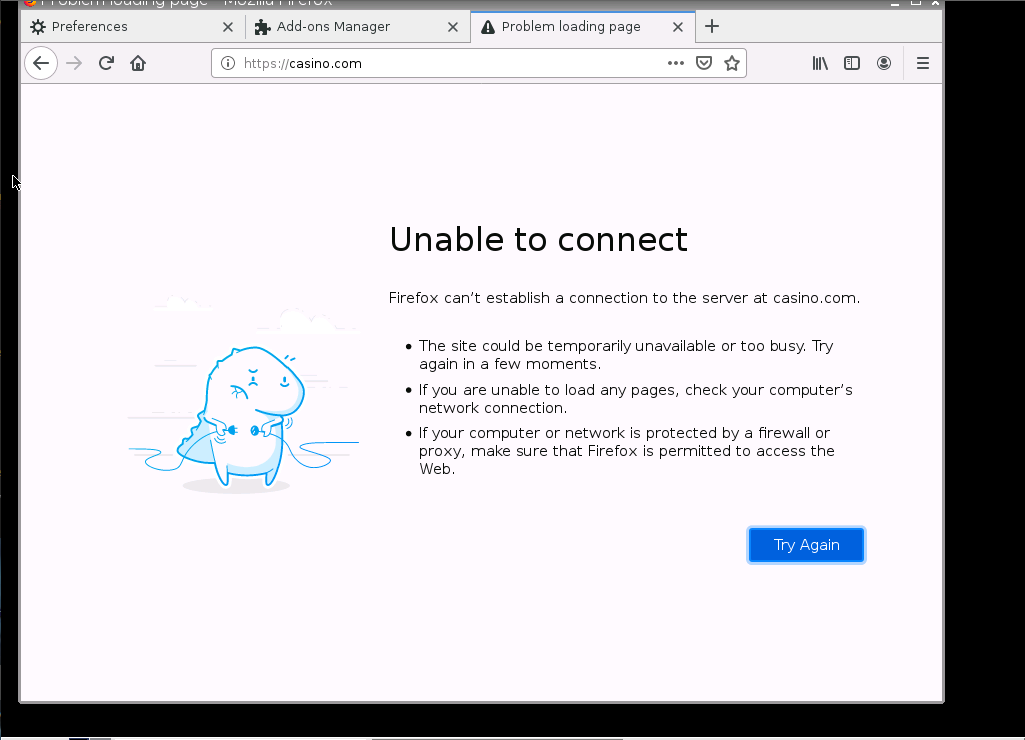 Problem loading page - Mozilla Firefox
Preferences
Add-ons Manager
Problem loading page
https://casino.com
Unable to connect
Firefox can’t establish a connection to the server at casino.com.
• The site could be temporarily unavailable or too busy. Try
again in a few moments.
• If you are unable to load any pages, check your computer’s
network connection.
• If your computer or network is protected by a firewall or
proxy, make sure that Firefox is permitted to access the
Web.
Try Again